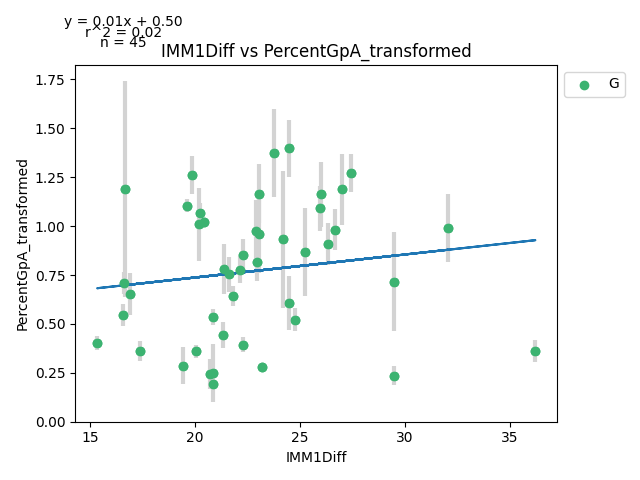 y = 0.01x + 0.50
r^2 = 0.02
n = 45
IMM1Diff vs PercentGpA_transformed
G
PercentGpA_transformed
1.75
1.50
1.25
1.00
0.75
0.50
0.25
0.00
15 20 25 30 35
IMM1Diff